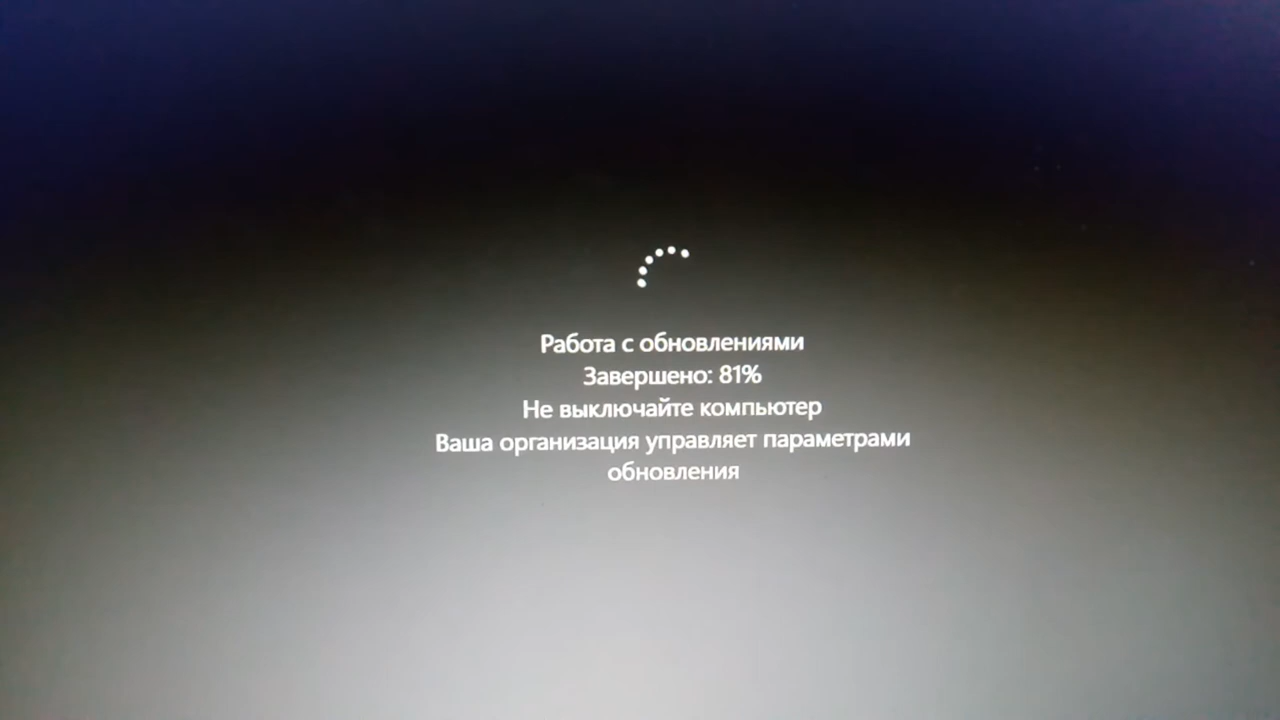 Работа с обновлениями
Завершено: 81%
Не выключайте компьютер
Ваша организация управляет параметрами
обновления